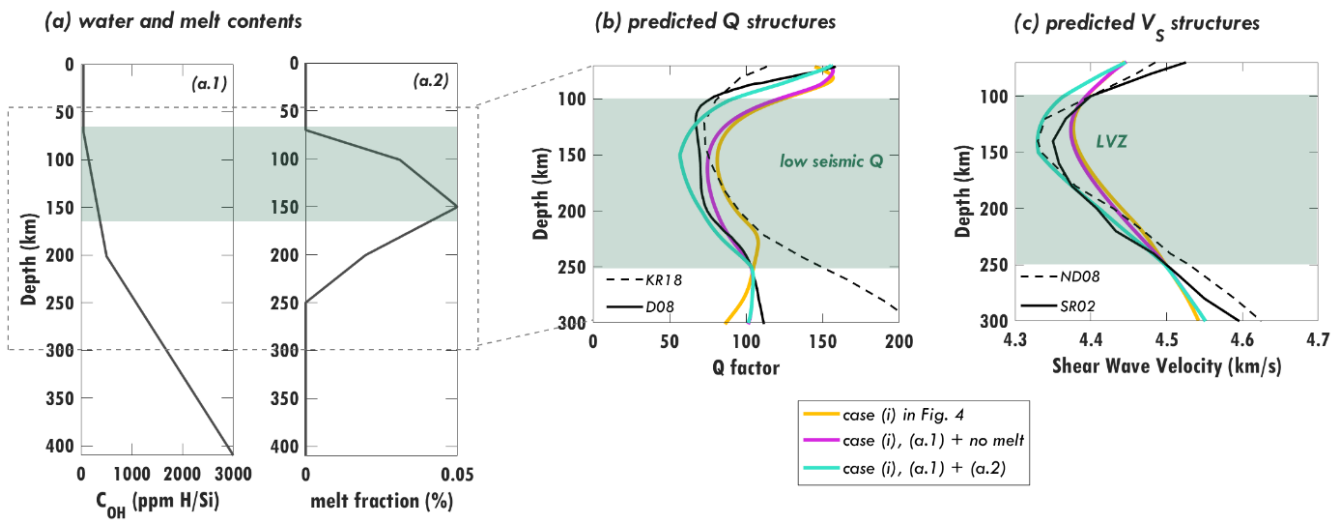 (a) water and melt contents
(b) predicted Q structures
(c) predicted V_S structures
(a.1)
(a.2)
0
50
100
150
200
250
300
350
400
Depth (km)
0
1000
2000
3000
C_OH (ppm H/Si)
0
50
100
150
200
250
300
350
400
0
0.05
melt fraction (%)
100
150
200
250
300
Depth (km)
low seismic Q
KR18
D08
0
50
100
150
200
Q factor
100
150
200
250
300
Depth (km)
LVZ
ND08
SR02
4.3
4.4
4.5
4.6
4.7
Shear Wave Velocity (km/s)
case (i) in Fig. 4
case (i), (a.1) + no melt
case (i), (a.1) + (a.2)